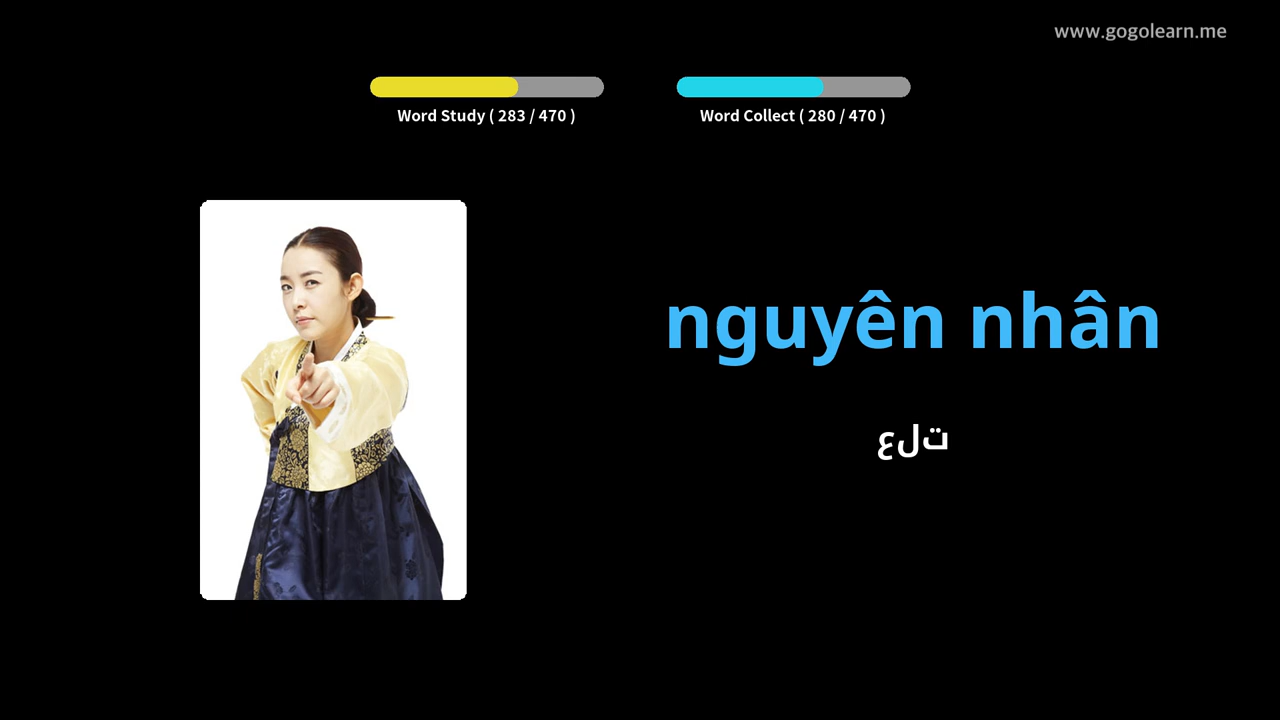 www.gogolearn.me
Word Study ( 283 / 470 )
Word Collect ( 280 / 470 )
nguyên nhân
علت